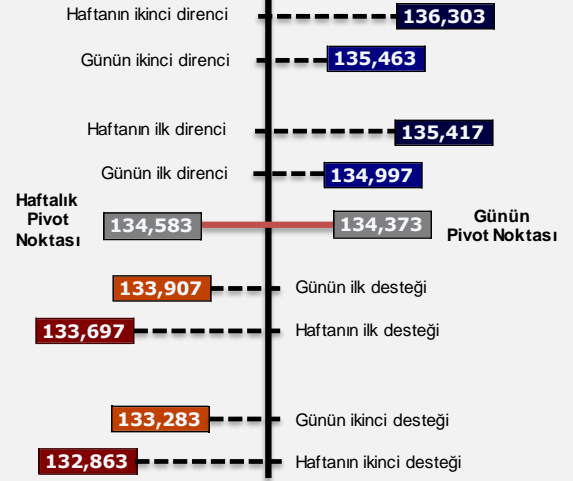 Haftanın ikinci direnci 136,303
Günün ikinci direnci 135,463
Haftanın ilk direnci 135,417
Günün ilk direnci 134,997
Haftalık
Pivot
Noktası
134,583 134,373
Günün
Pivot Noktası
133,907 Günün ilk desteği
133,697 Haftanın ilk desteği
133,283 Günün ikinci desteği
132,863 Haftanın ikinci desteği